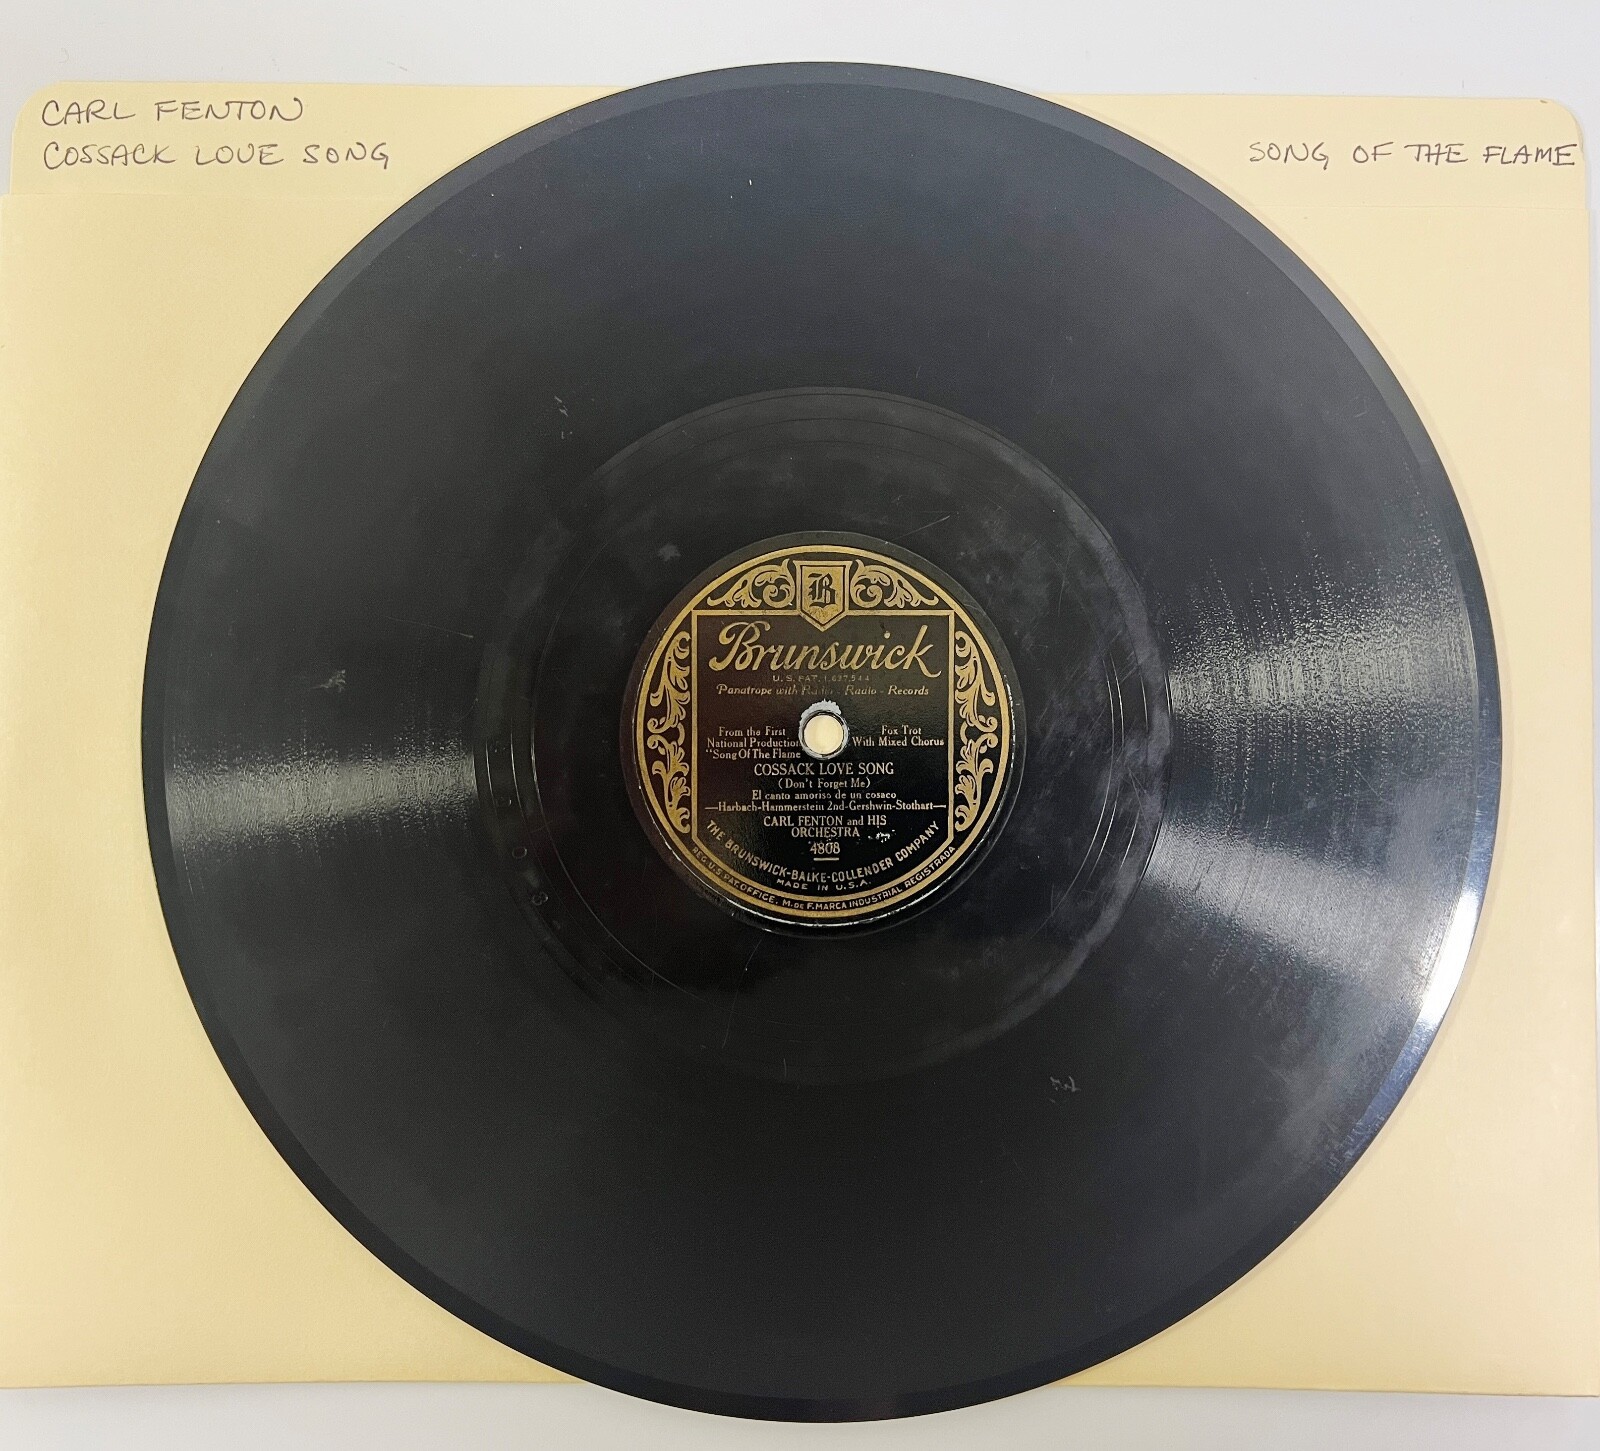 CARL FENTON
COSSACK LOVE SONG
SONG OF THE FLAME
B
Brunswick
U.S. PAT. 1,637,544
Panatrope with Radio - Radio - Records
From the First
National Production
"Song Of The Flame
Fox Trot
With Mixed Chorus
COSSACK LOVE SONG
(Don't Forget Me)
El canto amoriso de un cosaco
—Harbach-Hammerstein 2nd-Gershwin-Stothart—
CARL FENTON and HIS
ORCHESTRA
4808
THE BRUNSWICK-BALKE-COLLENDER COMPANY
MADE IN U.S.A.
REG. U.S. PAT. OFFICE. M. DE F. MARCA INDUSTRIAL REGISTRADA